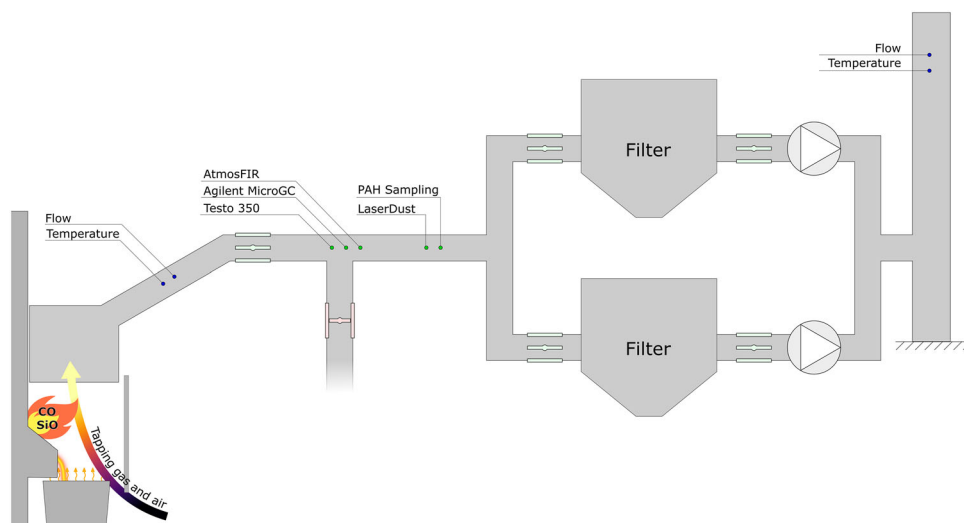 Flow
Temperature
AtmosFIR
Agilent MicroGC
Testo 350
PAH Sampling
LaserDust
Filter
Filter
Flow
Temperature
CO
SiO
Tapping gas and air